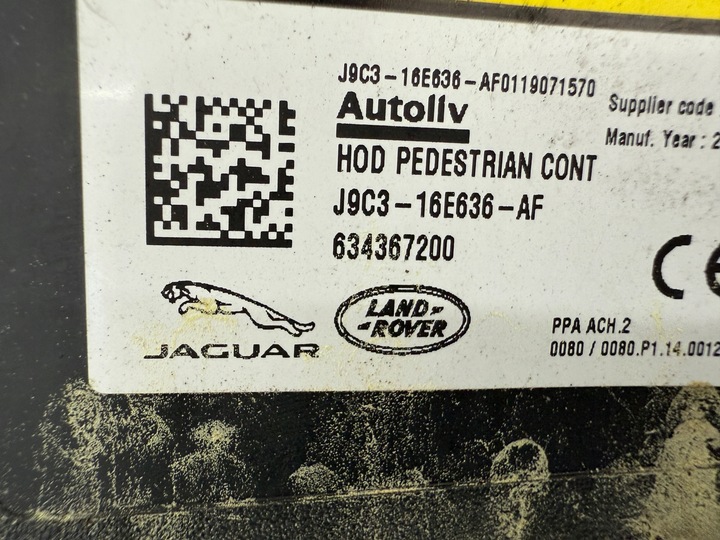 J9C3-16E636-AF0119071570
Autoliv
Supplier code
Manuf. Year : 2
HOD PEDESTRIAN CONT
J9C3-16E636-AF
634367200
CE
JAGUAR
LAND-
-ROVER
PPA ACH.2
0080 / 0080.P1.14.0012